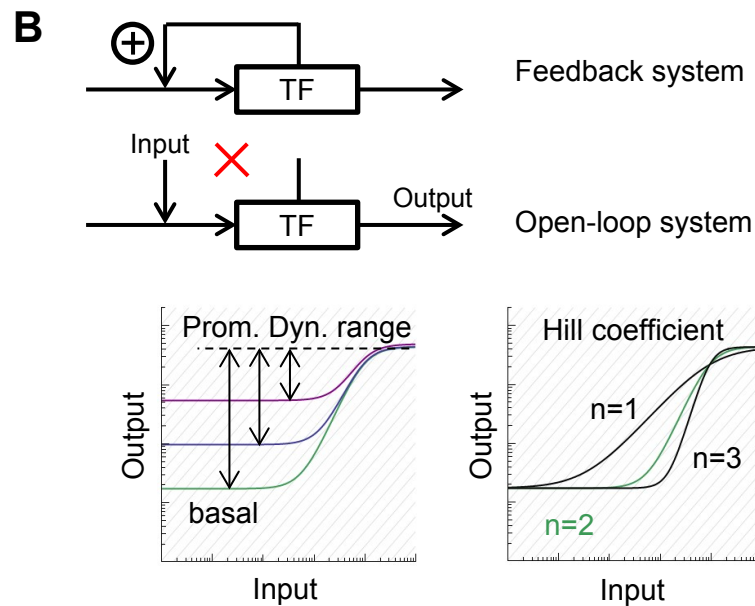 B
TF
Feedback system
Input
TF
Output
Open-loop system
Prom. Dyn. range
basal
Output
Input
Hill coefficient
n=1
n=3
n=2
Output
Input